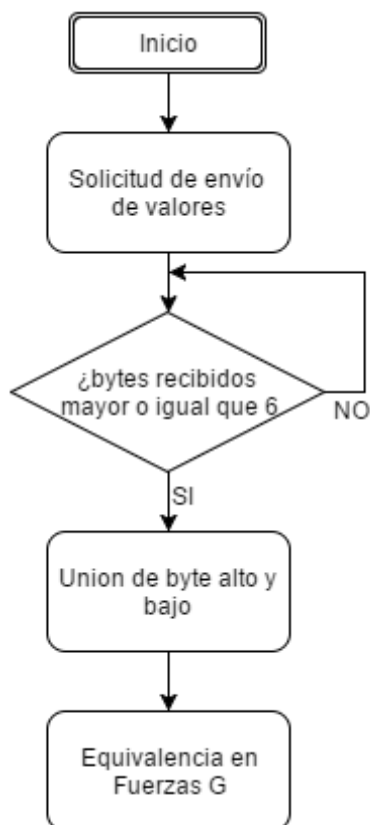 Inicio
Solicitud de envío
de valores
¿bytes recibidos
mayor o igual que 6
NO
SI
Union de byte alto y
bajo
Equivalencia en
Fuerzas G